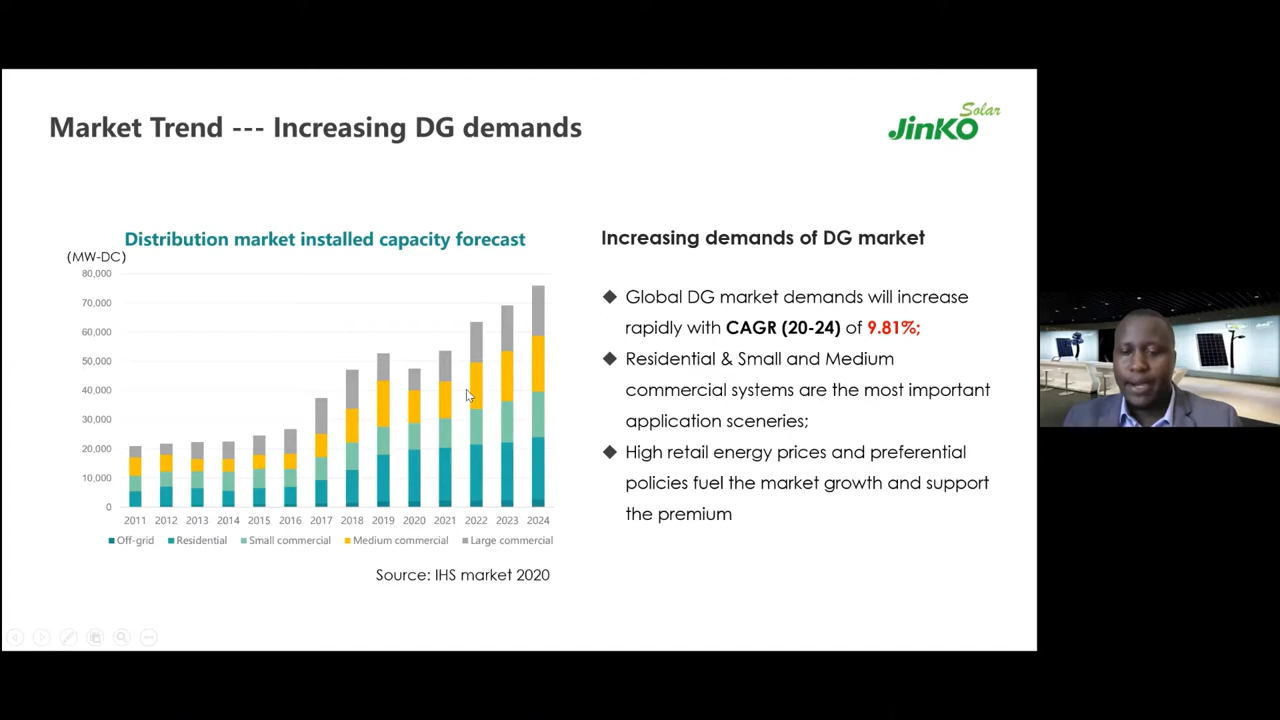 Market Trend --- Increasing DG demands
Solar
JinKO
Distribution market installed capacity forecast
(MW-DC)
80,000
70,000
60,000
50,000
40,000
30,000
20,000
10,000
0
2011 2012 2013 2014 2015 2016 2017 2018 2019 2020 2021 2022 2023 2024
Off-grid Residential Small commercial Medium commercial Large commercial
Source: IHS market 2020
Increasing demands of DG market
Global DG market demands will increase
rapidly with CAGR (20-24) of 9.81%;
Residential & Small and Medium
commercial systems are the most important
application sceneries;
High retail energy prices and preferential
policies fuel the market growth and support
the premium